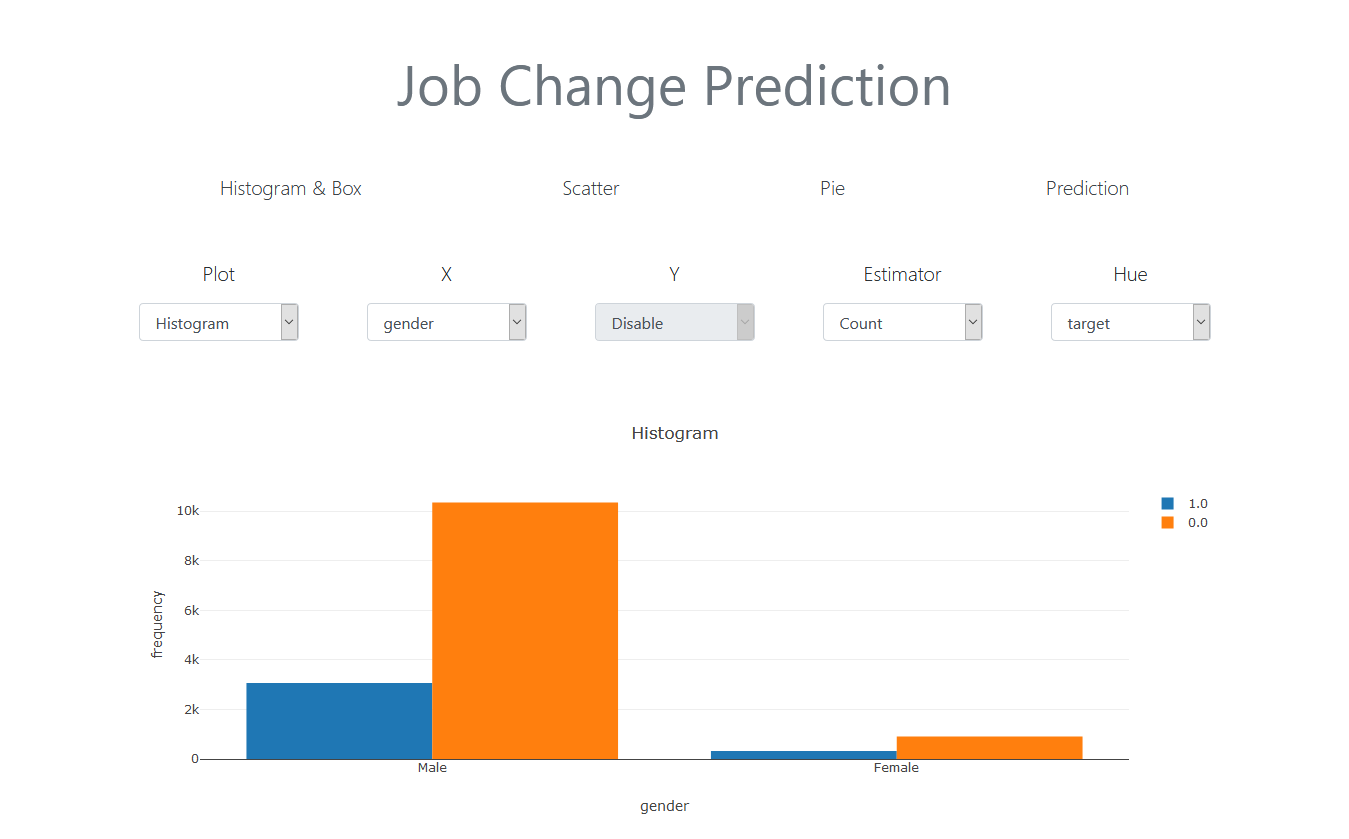 Job Change Prediction
Histogram & Box Scatter Pie Prediction
Plot X Y Estimator Hue
Histogram gender Disable Count target
Histogram
10k
8k
6k
4k
2k
0
frequency
1.0
0.0
Male Female
gender